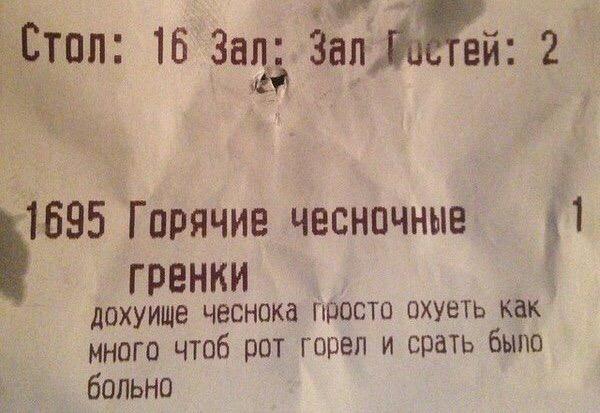 Стол: 16 Зал: Зал Гостей: 2
1695 Горячие чесночные 1
гренки
дохуище чеснока просто охуеть как
много чтоб рот горел и срать было
больно